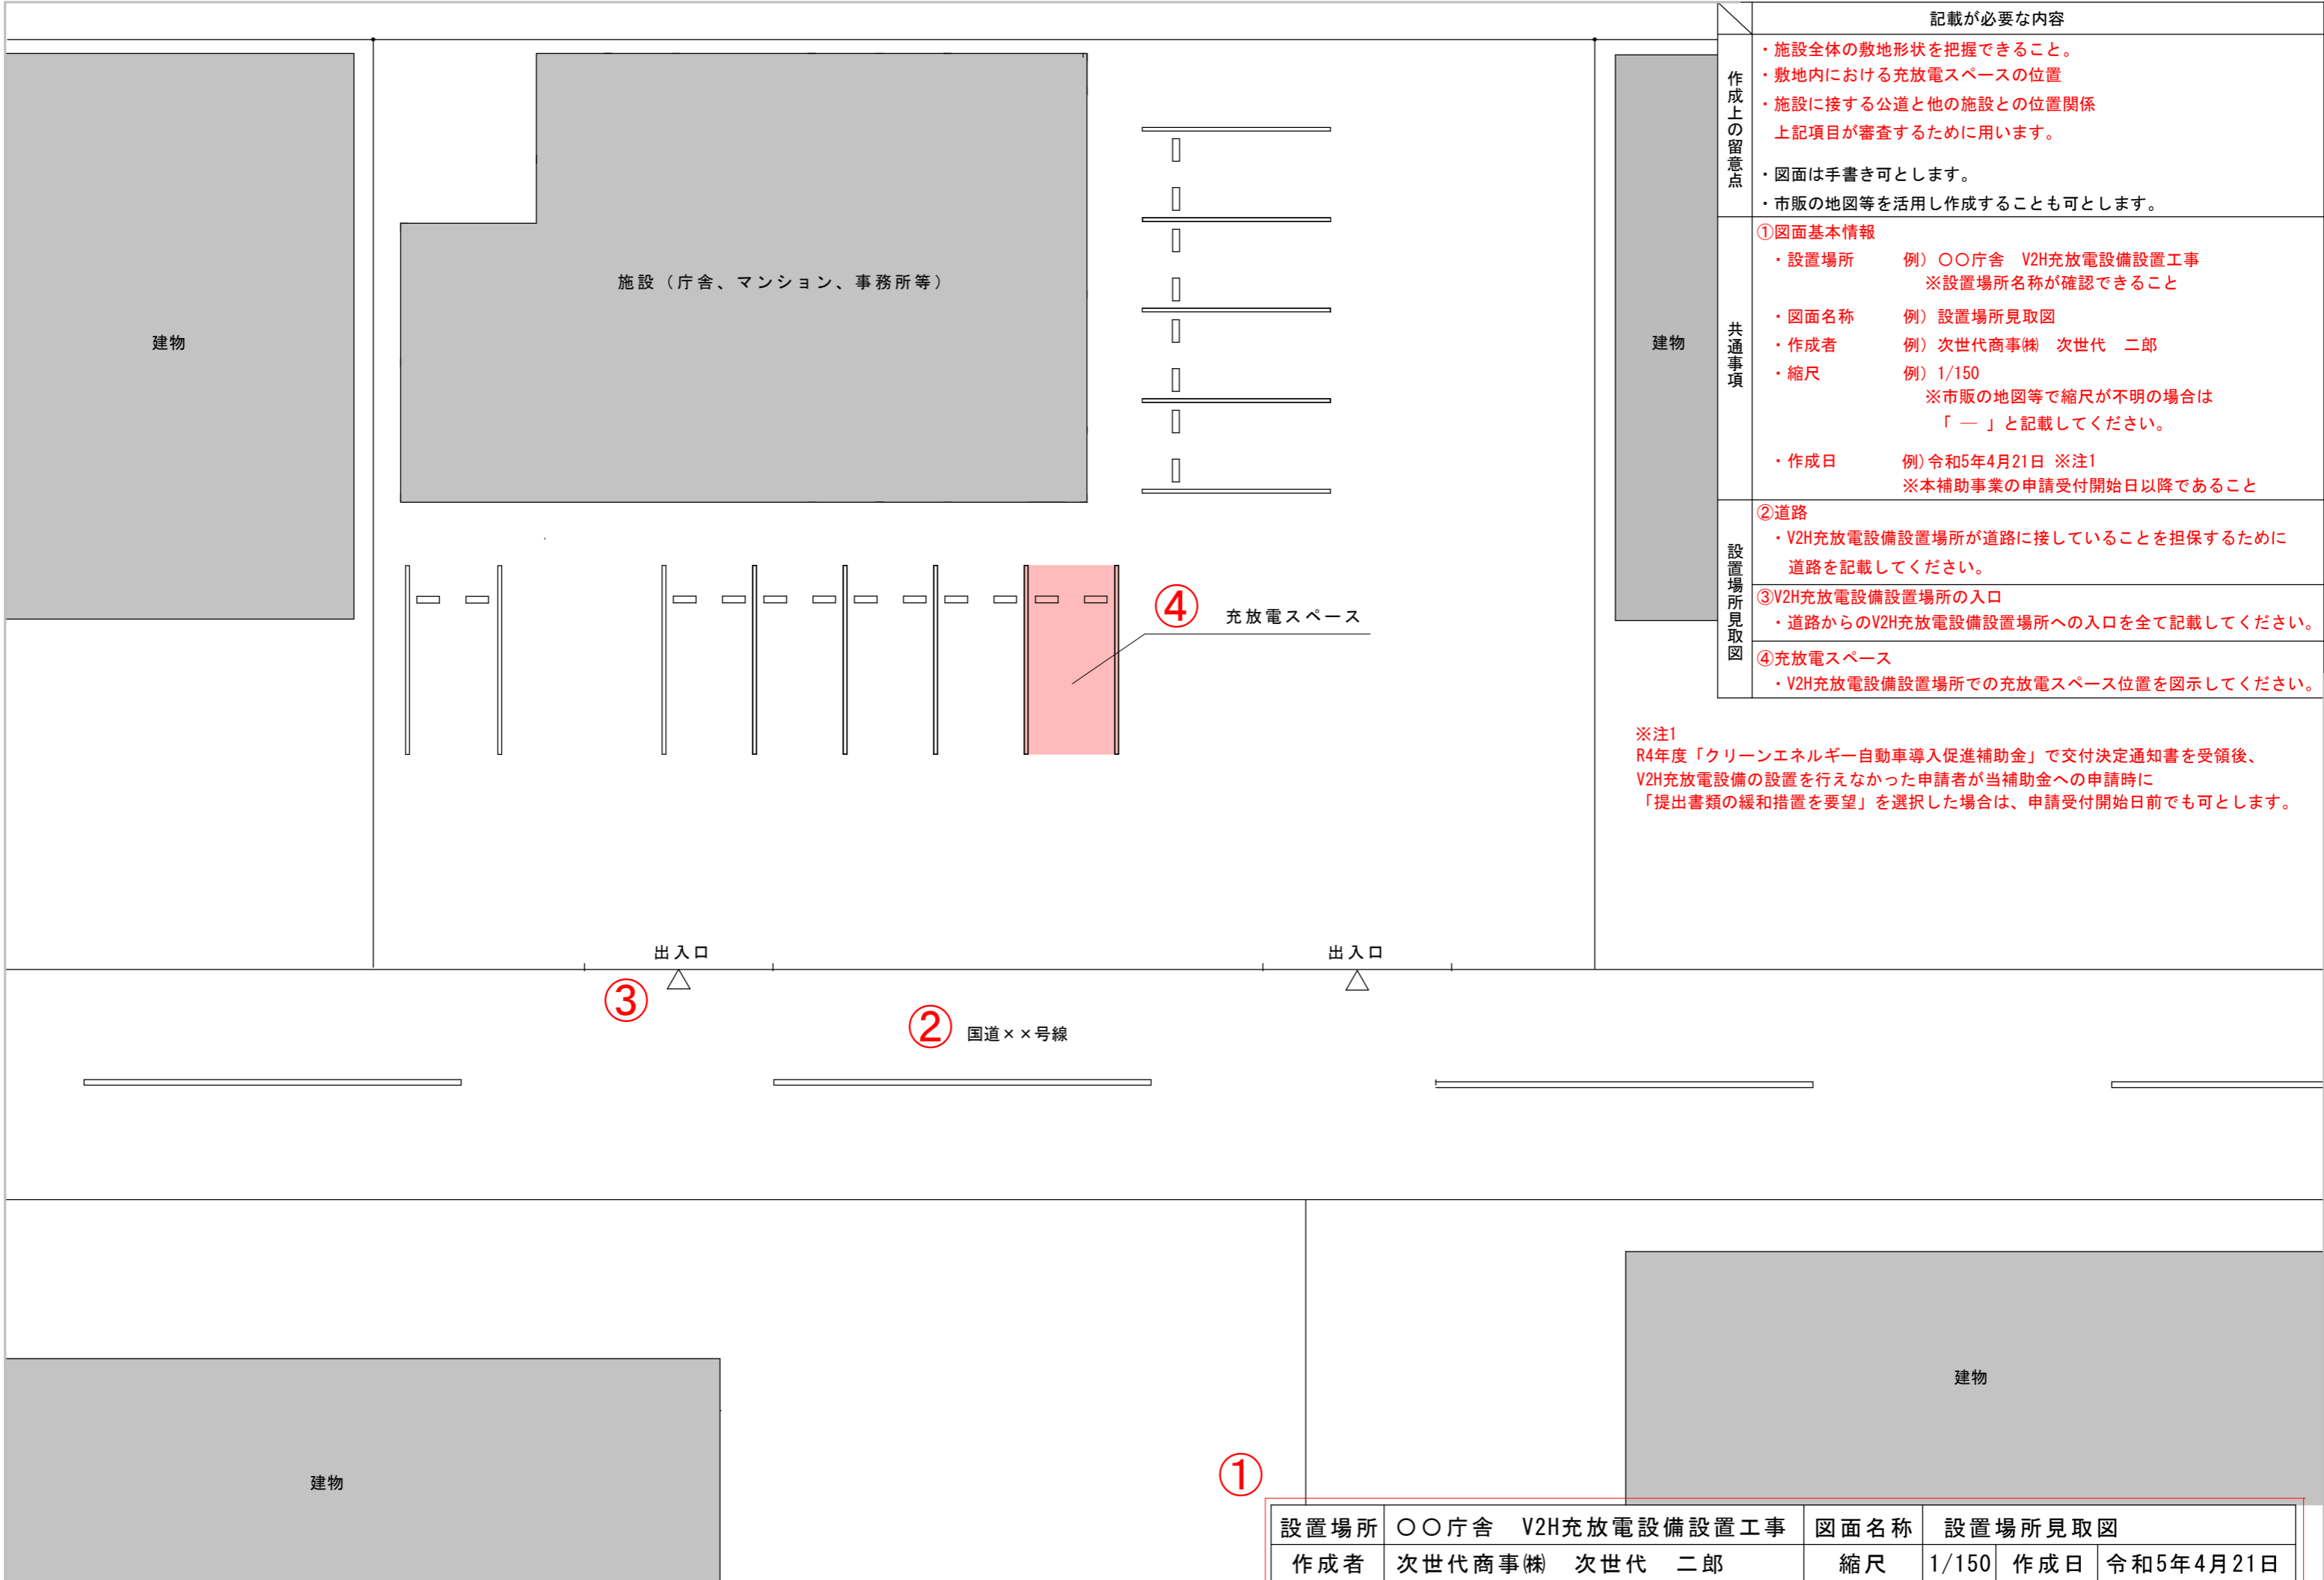 記載が必要な内容
作成上の留意点
・施設全体の敷地形状を把握できること。
・敷地内における充放電スペースの位置
・施設に接する公道と他の施設との位置関係
上記項目が審査するために用います。
・図面は手書き可とします。
・市販の地図等を活用し作成することも可とします。
共通事項
①図面基本情報
・設置場所　例）〇〇庁舎　V2H充放電設備設置工事
※設置場所名称が確認できること
・図面名称　例）設置場所見取図
・作成者　例）次世代商事㈱　次世代　二郎
・縮尺　例）1/150
※市販の地図等で縮尺が不明の場合は
「 ― 」と記載してください。
・作成日　例）令和5年4月21日 ※注1
※本補助事業の申請受付開始日以降であること
設置場所見取図
②道路
・V2H充放電設備設置場所が道路に接していることを担保するために
道路を記載してください。
③V2H充放電設備設置場所の入口
・道路からのV2H充放電設備設置場所への入口を全て記載してください。
④充放電スペース
・V2H充放電設備設置場所での充放電スペース位置を図示してください。
※注1
R4年度「クリーンエネルギー自動車導入促進補助金」で交付決定通知書を受領後、
V2H充放電設備の設置を行えなかった申請者が当補助金への申請時に
「提出書類の緩和措置を要望」を選択した場合は、申請受付開始日前でも可とします。
建物
施設（庁舎、マンション、事務所等）
建物
④ 充放電スペース
出入口
出入口
③
② 国道××号線
建物
建物
①
設置場所　〇〇庁舎　V2H充放電設備設置工事　図面名称　設置場所見取図
作成者　次世代商事㈱　次世代　二郎　縮尺　1/150　作成日　令和5年4月21日